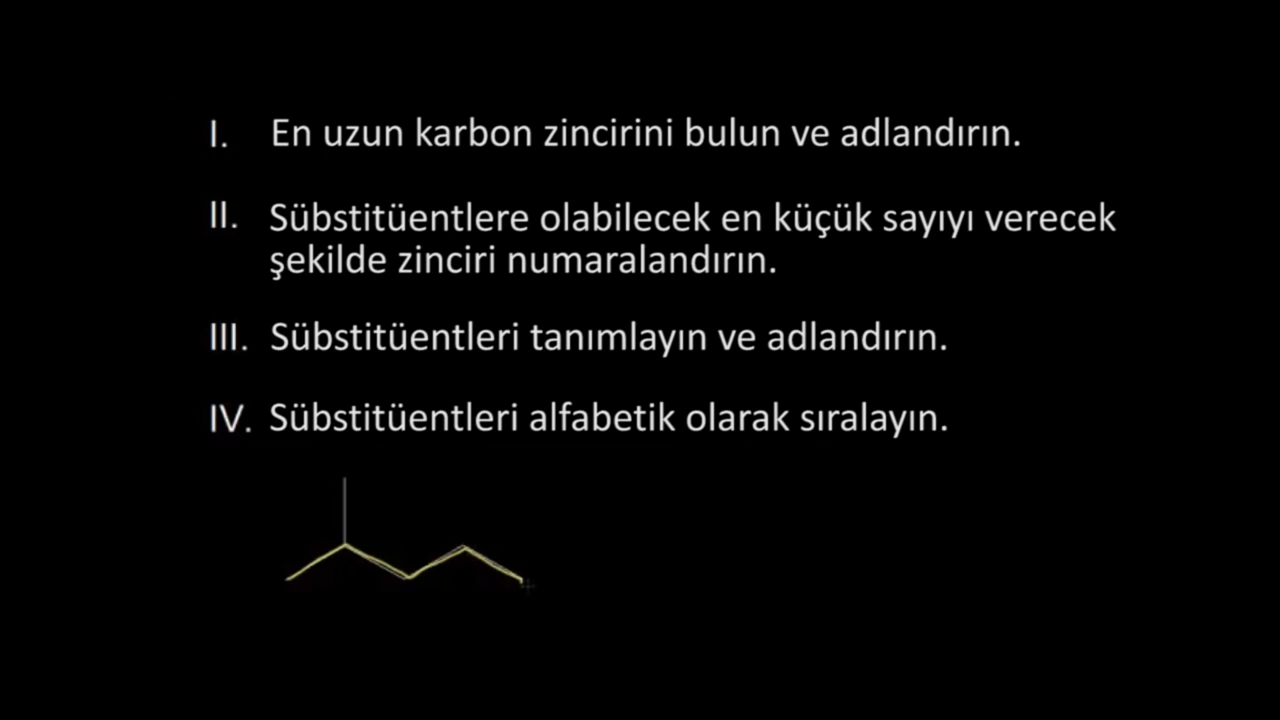 I. En uzun karbon zincirini bulun ve adlandırın.
II. Sübstitüentlere olabilecek en küçük sayıyı verecek
şekilde zinciri numaralandırın.
III. Sübstitüentleri tanımlayın ve adlandırın.
IV. Sübstitüentleri alfabetik olarak sıralayın.